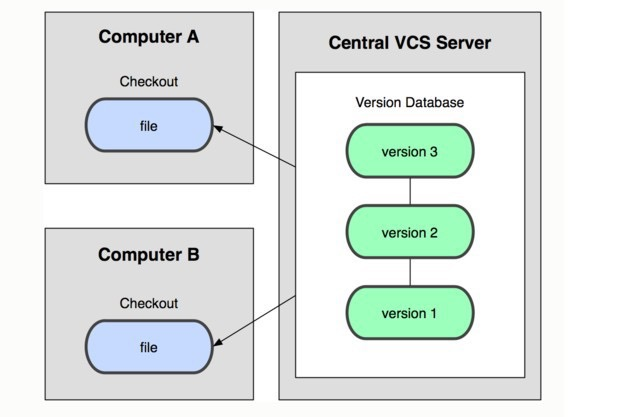 Computer A
Checkout
file
Computer B
Checkout
file
Central VCS Server
Version Database
version 3
version 2
version 1